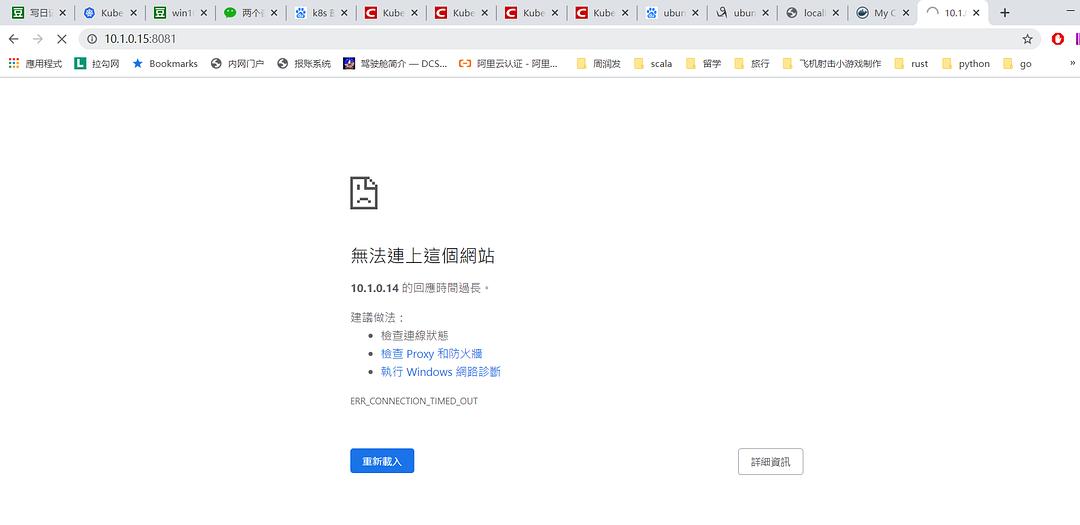 写日 Kube win1 两个 k8s Kube Kube Kube Kube ubun ubun local My C 10.1.
10.1.0.15:8081
應用程式 拉勾网 Bookmarks 内网门户 报账系统 驾驶舱简介 — DCS... 阿里云认证 - 阿里... 周润发 scala 留学 旅行 飞机射击小游戏制作 rust python go »
無法連上這個網站
10.1.0.14 的回應時間過長。
建議做法：
檢查連線狀態
檢查 Proxy 和防火牆
執行 Windows 網路診斷
ERR_CONNECTION_TIMED_OUT
重新載入 詳細資訊